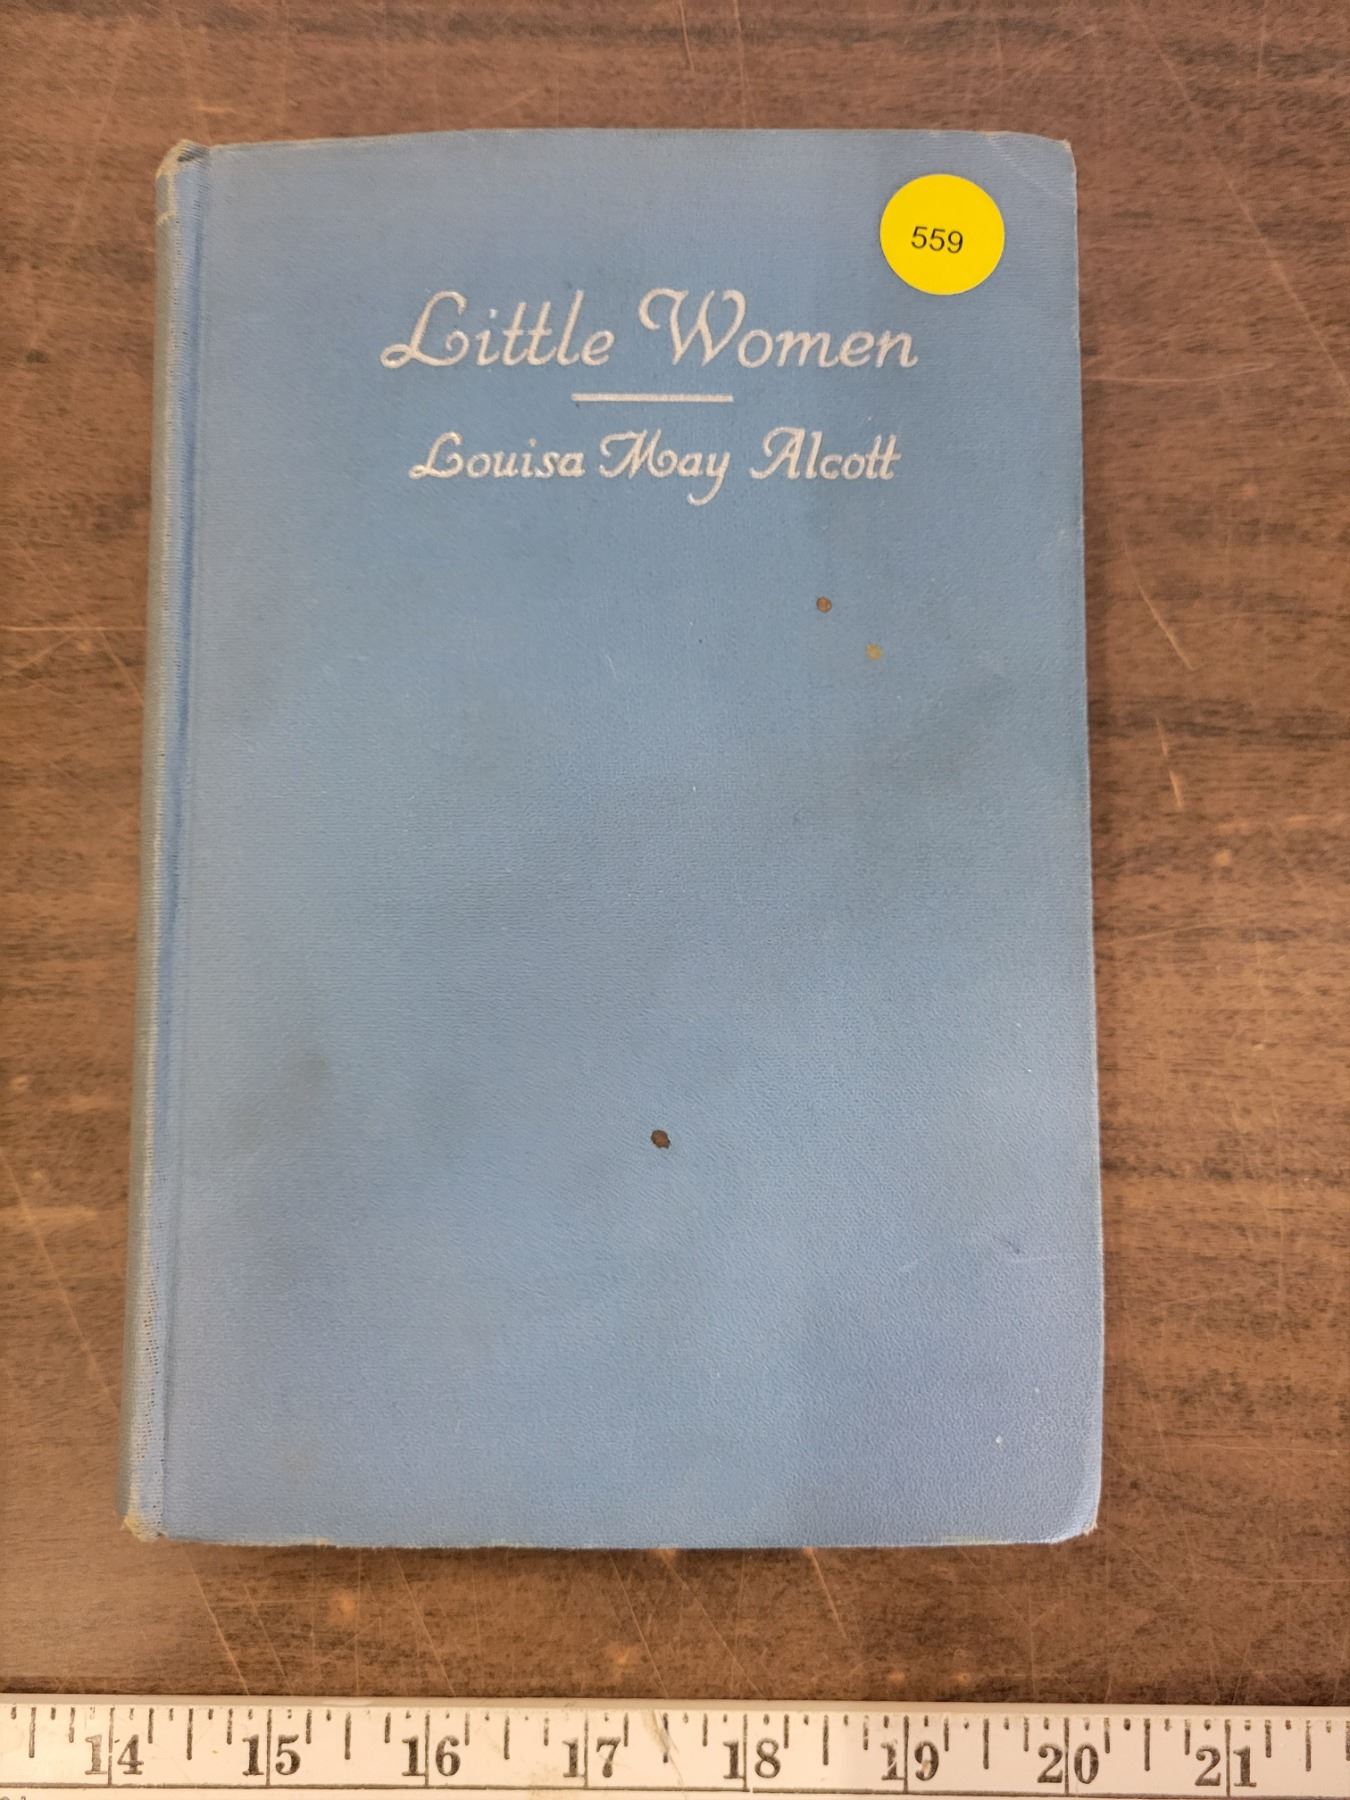 559
Little Women
Louisa May Alcott
14 15 16 17 18 19 20 21